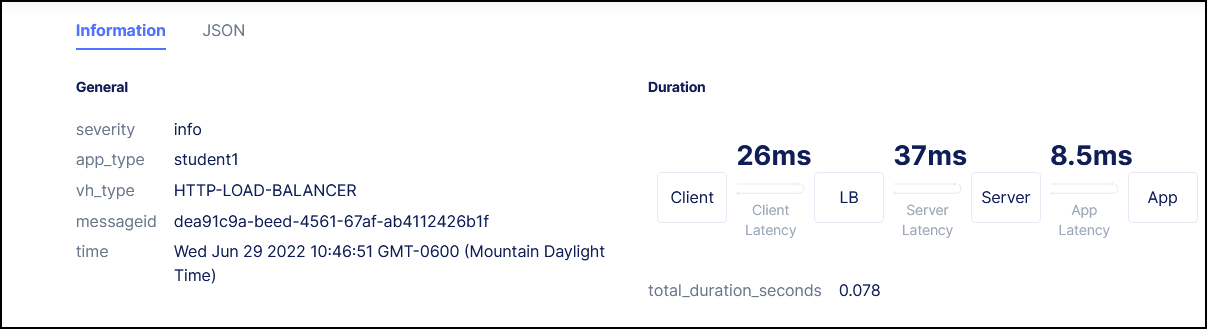 Information JSON
General
severity info
app_type student1
vh_type HTTP-LOAD-BALANCER
messageid dea91c9a-beed-4561-67af-ab4112426b1f
time Wed Jun 29 2022 10:46:51 GMT-0600 (Mountain Daylight
Time)
Duration
26ms 37ms 8.5ms
Client LB Server App
Client Server App
Latency Latency Latency
total_duration_seconds 0.078